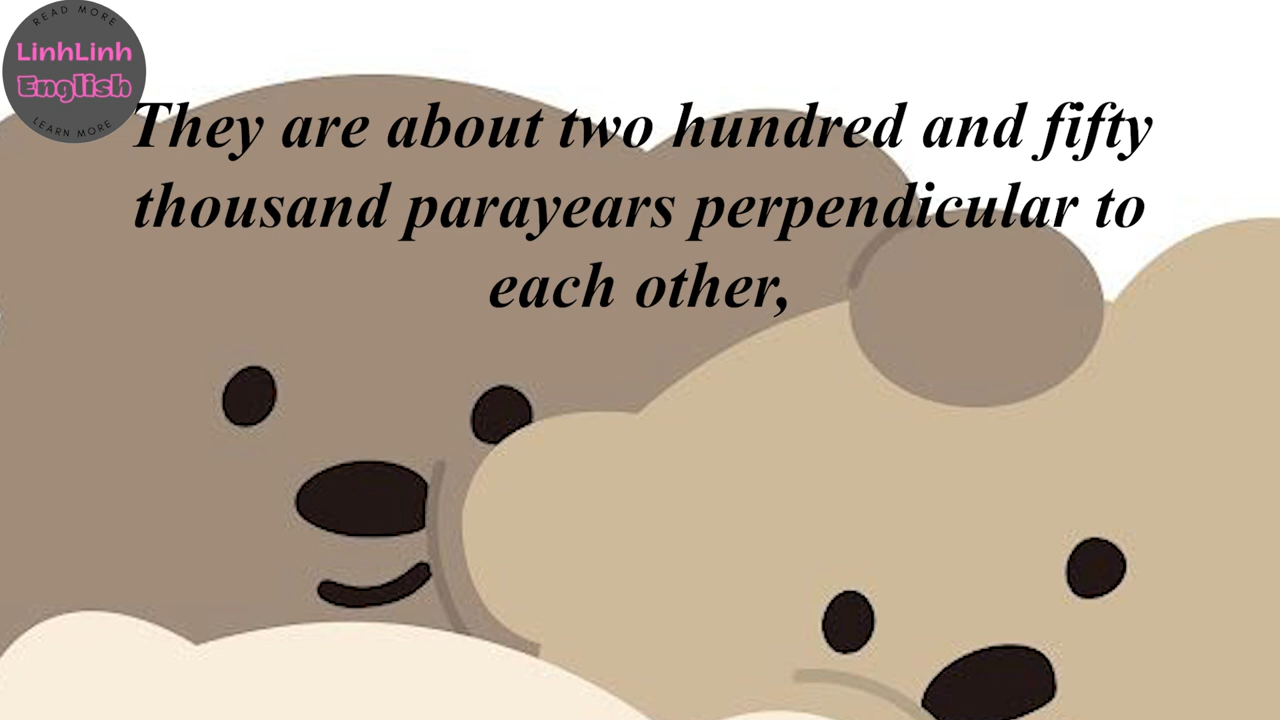 READ MORE
LinhLinh
English
LEARN MORE
They are about two hundred and fifty
thousand parayears perpendicular to
each other,